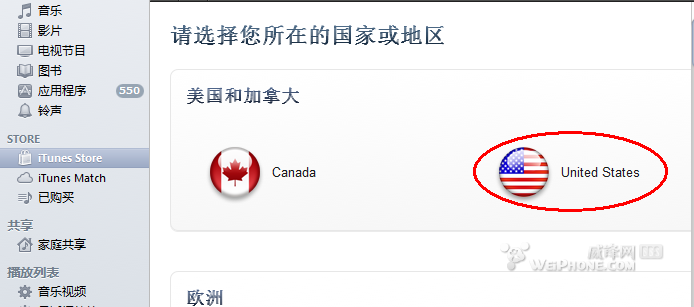 音乐
影片
电视节目
图书
应用程序 550
铃声
STORE
iTunes Store
iTunes Match
已购买
共享
家庭共享
播放列表
音乐视频
请选择您所在的国家或地区
美国和加拿大
Canada
United States
威锋网
WEIPHONE.COM
欧洲